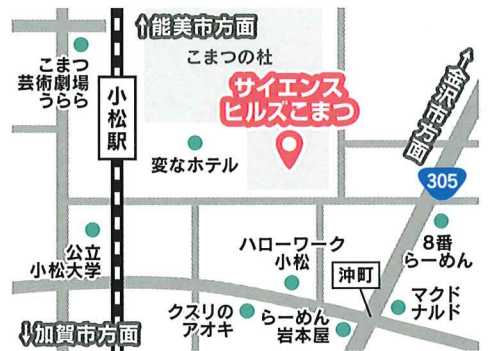 ↑能美市方面
こまつの杜
こまつ
芸術劇場
うらら
小松駅
サイエンス
ヒルズこまつ
↑金沢市方面
変なホテル
305
公立
小松大学
ハローワーク
小松
8番
らーめん
沖町
クスリの
アオキ
らーめん
岩本屋
マクド
ナルド
↓加賀市方面